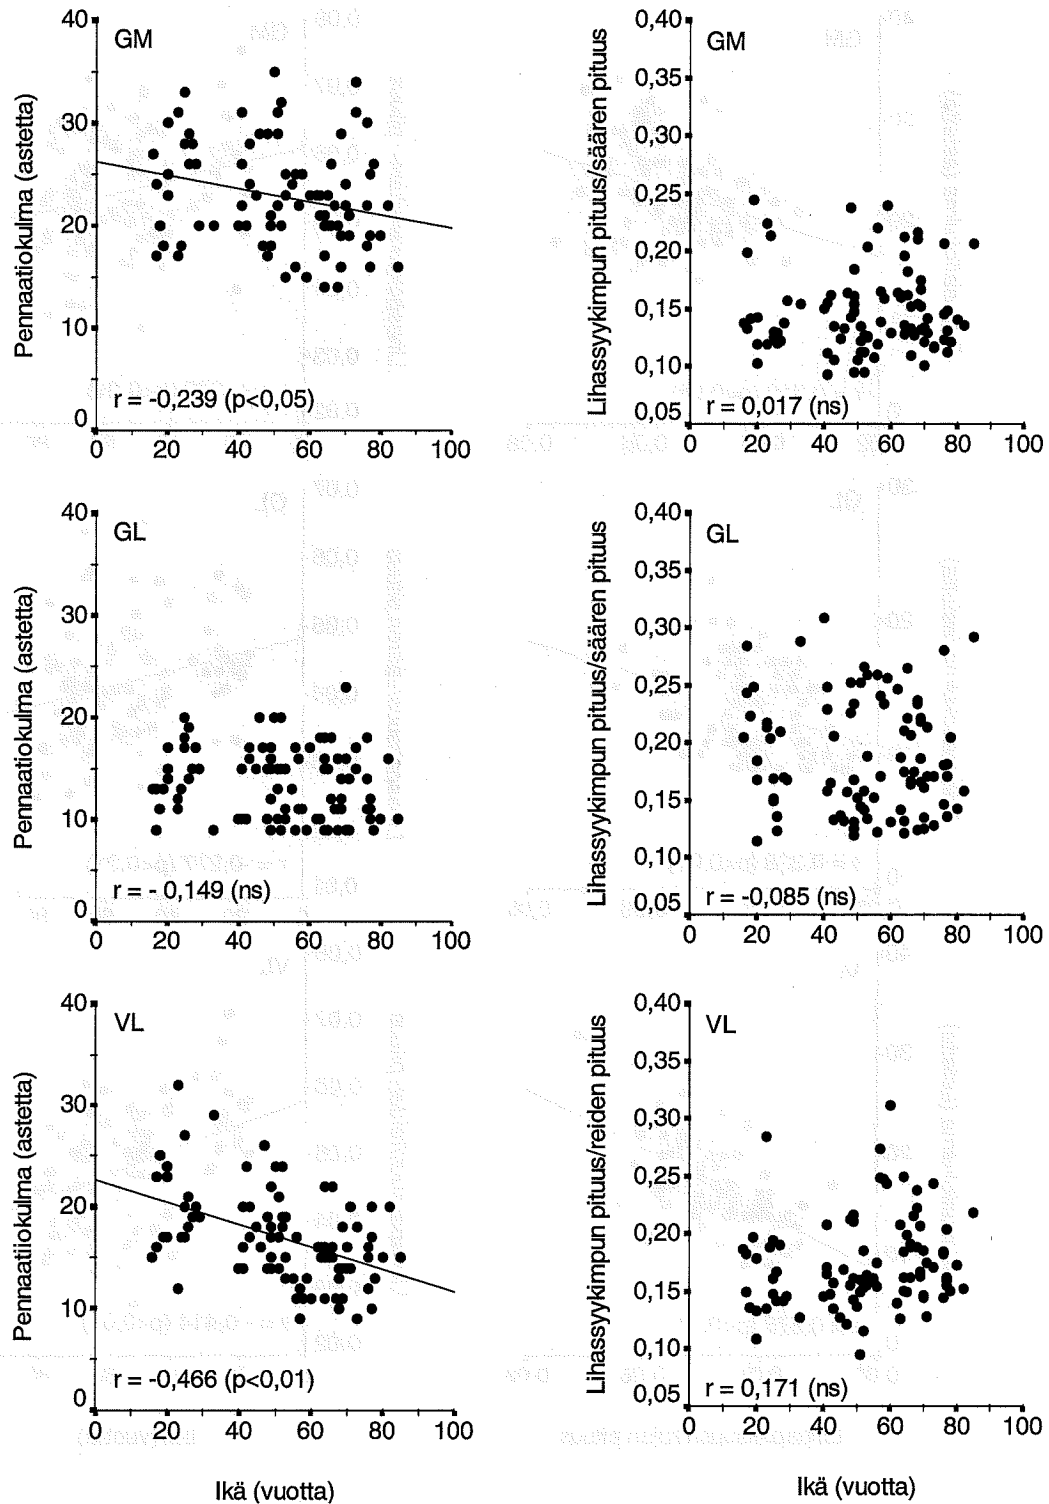 GM
Pennaatiokulma (astetta)
40
30
20
10
0
r = -0,239 (p<0,05)
0 20 40 60 80 100
GM
Lihassyykimpun pituus/säären pituus
0,40
0,35
0,30
0,25
0,20
0,15
0,10
0,05
r = 0,017 (ns)
0 20 40 60 80 100
GL
Pennaatiokulma (astetta)
40
30
20
10
0
r = - 0,149 (ns)
0 20 40 60 80 100
GL
Lihassyykimpun pituus/säären pituus
0,40
0,35
0,30
0,25
0,20
0,15
0,10
0,05
r = -0,085 (ns)
0 20 40 60 80 100
VL
Pennaatiiokulma (astetta)
40
30
20
10
0
r = -0,466 (p<0,01)
0 20 40 60 80 100
Ikä (vuotta)
VL
Lihassyykimpun pituus/reiden pituus
0,40
0,35
0,30
0,25
0,20
0,15
0,10
0,05
r = 0,171 (ns)
0 20 40 60 80 100
Ikä (vuotta)